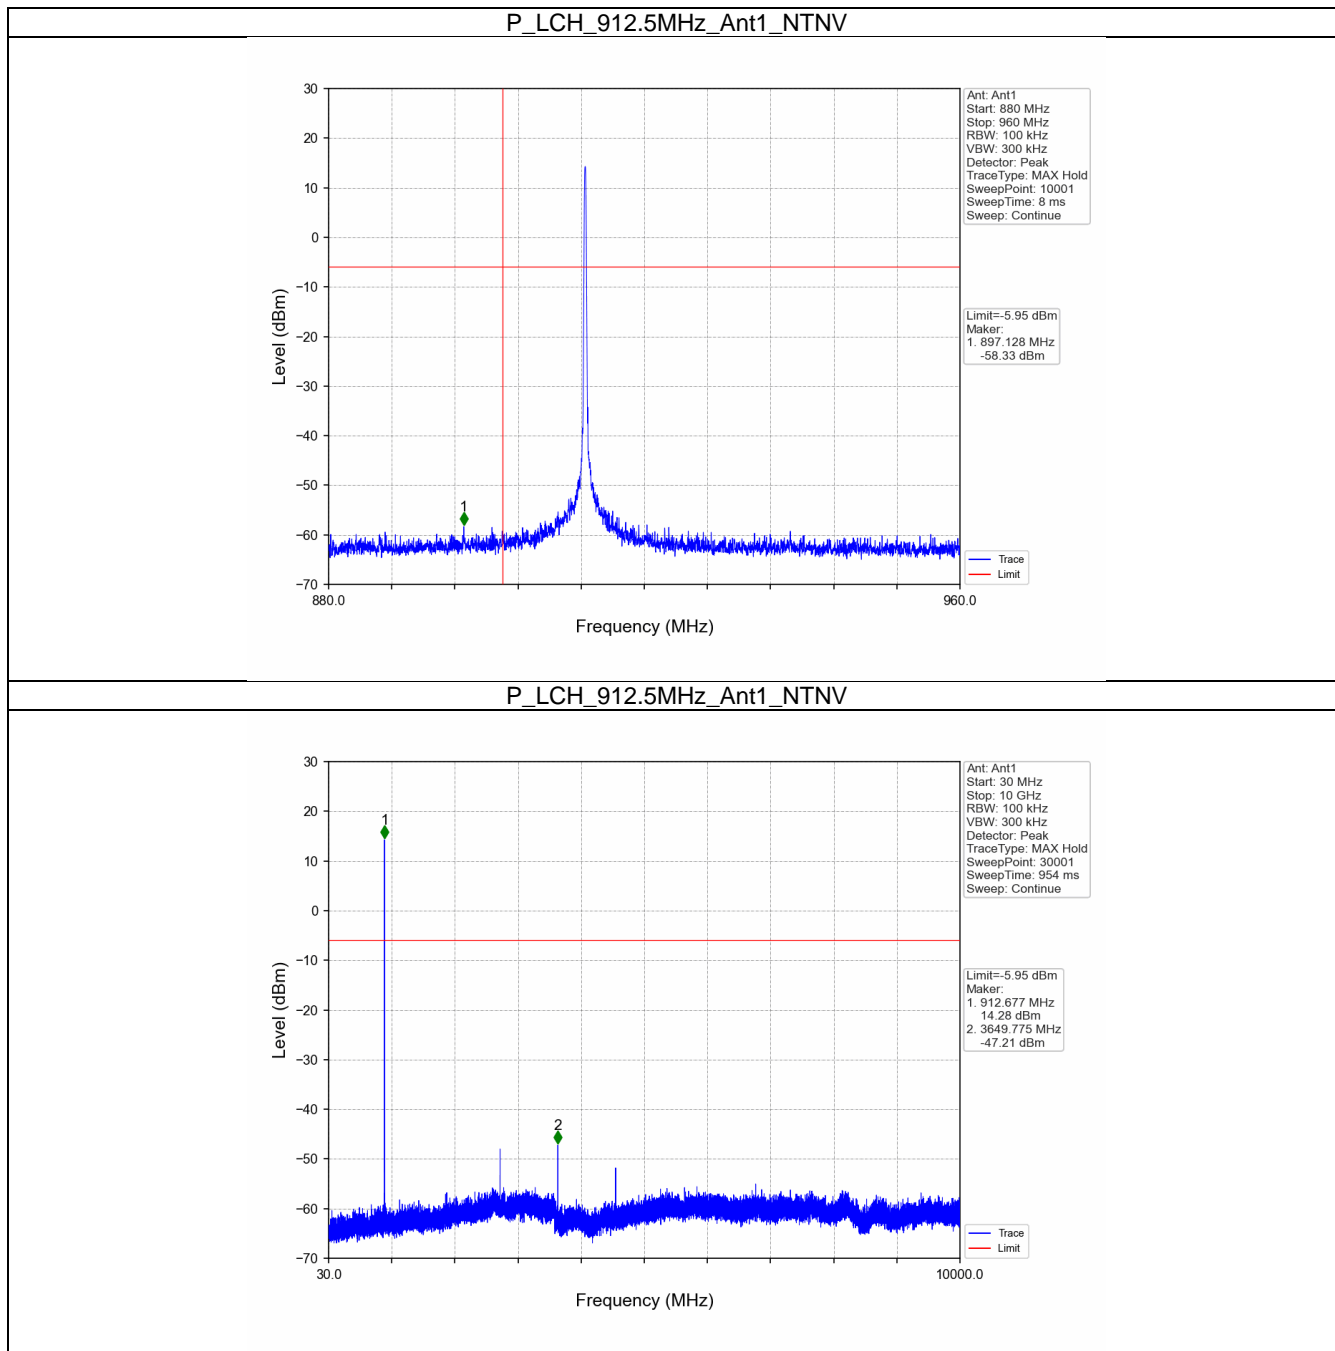 P_LCH_912.5MHz_Ant1_NTNV
30
20
10
0
−10
−20
−30
−40
−50
−60
−70
Level (dBm)
1
880.0
960.0
Frequency (MHz)
Ant: Ant1
Start: 880 MHz
Stop: 960 MHz
RBW: 100 kHz
VBW: 300 kHz
Detector: Peak
TraceType: MAX Hold
SweepPoint: 10001
SweepTime: 8 ms
Sweep: Continue
Limit=-5.95 dBm
Maker:
1. 897.128 MHz
-58.33 dBm
Trace
Limit
P_LCH_912.5MHz_Ant1_NTNV
30
20
10
0
−10
−20
−30
−40
−50
−60
−70
Level (dBm)
1
2
30.0
10000.0
Frequency (MHz)
Ant: Ant1
Start: 30 MHz
Stop: 10 GHz
RBW: 100 kHz
VBW: 300 kHz
Detector: Peak
TraceType: MAX Hold
SweepPoint: 30001
SweepTime: 954 ms
Sweep: Continue
Limit=-5.95 dBm
Maker:
1. 912.677 MHz
14.28 dBm
2. 3649.775 MHz
-47.21 dBm
Trace
Limit